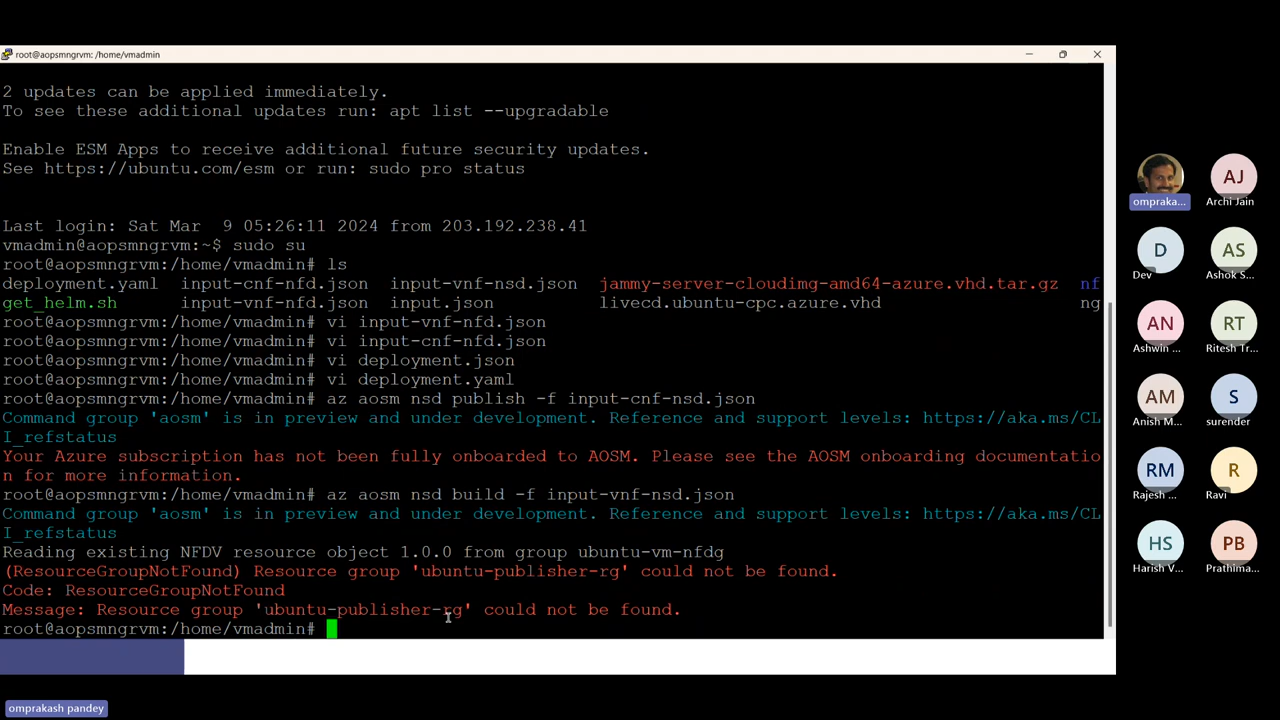 root@aopsmngrvm: /home/vmadmin
2 updates can be applied immediately.
To see these additional updates run: apt list --upgradable
Enable ESM Apps to receive additional future security updates.
See https://ubuntu.com/esm or run: sudo pro status
Last login: Sat Mar  9 05:26:11 2024 from 203.192.238.41
vmadmin@aopsmngrvm:~$ sudo su
root@aopsmngrvm:/home/vmadmin# ls
deployment.yaml  input-cnf-nfd.json  input-vnf-nsd.json  jammy-server-cloudimg-amd64-azure.vhd.tar.gz  nf
get_helm.sh      input-vnf-nfd.json  input.json          livecd.ubuntu-cpc.azure.vhd                   ng
root@aopsmngrvm:/home/vmadmin# vi input-vnf-nfd.json
root@aopsmngrvm:/home/vmadmin# vi input-cnf-nfd.json
root@aopsmngrvm:/home/vmadmin# vi deployment.json
root@aopsmngrvm:/home/vmadmin# vi deployment.yaml
root@aopsmngrvm:/home/vmadmin# az aosm nsd publish -f input-cnf-nsd.json
Command group 'aosm' is in preview and under development. Reference and support levels: https://aka.ms/CL
I_refstatus
Your Azure subscription has not been fully onboarded to AOSM. Please see the AOSM onboarding documentatio
n for more information.
root@aopsmngrvm:/home/vmadmin# az aosm nsd build -f input-vnf-nsd.json
Command group 'aosm' is in preview and under development. Reference and support levels: https://aka.ms/CL
I_refstatus
Reading existing NFDV resource object 1.0.0 from group ubuntu-vm-nfdg
(ResourceGroupNotFound) Resource group 'ubuntu-publisher-rg' could not be found.
Code: ResourceGroupNotFound
Message: Resource group 'ubuntu-publisher-rg' could not be found.
root@aopsmngrvm:/home/vmadmin#
AJ
ompraka... Archi Jain
D AS
Dev Ashok S...
AN RT
Ashwin ... Ritesh Tr...
AM S
Anish M... surender
RM R
Rajesh ... Ravi
HS PB
Harish V... Prathima...
omprakash pandey